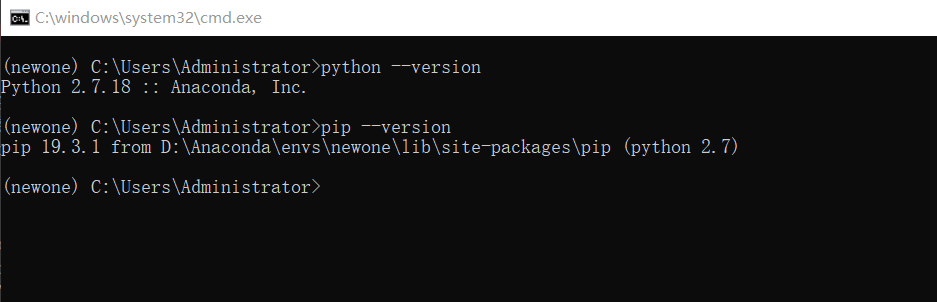 C:\windows\system32\cmd.exe
(newone) C:\Users\Administrator>python --version
Python 2.7.18 :: Anaconda, Inc.
(newone) C:\Users\Administrator>pip --version
pip 19.3.1 from D:\Anaconda\envs\newone\lib\site-packages\pip (python 2.7)
(newone) C:\Users\Administrator>